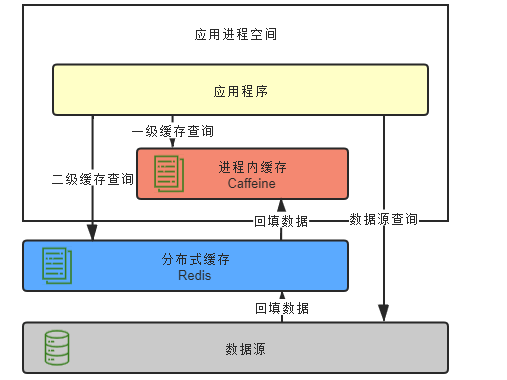 应用进程空间
应用程序
一级缓存查询
进程内缓存
Caffeine
二级缓存查询
回填数据
数据源查询
分布式缓存
Redis
回填数据
数据源